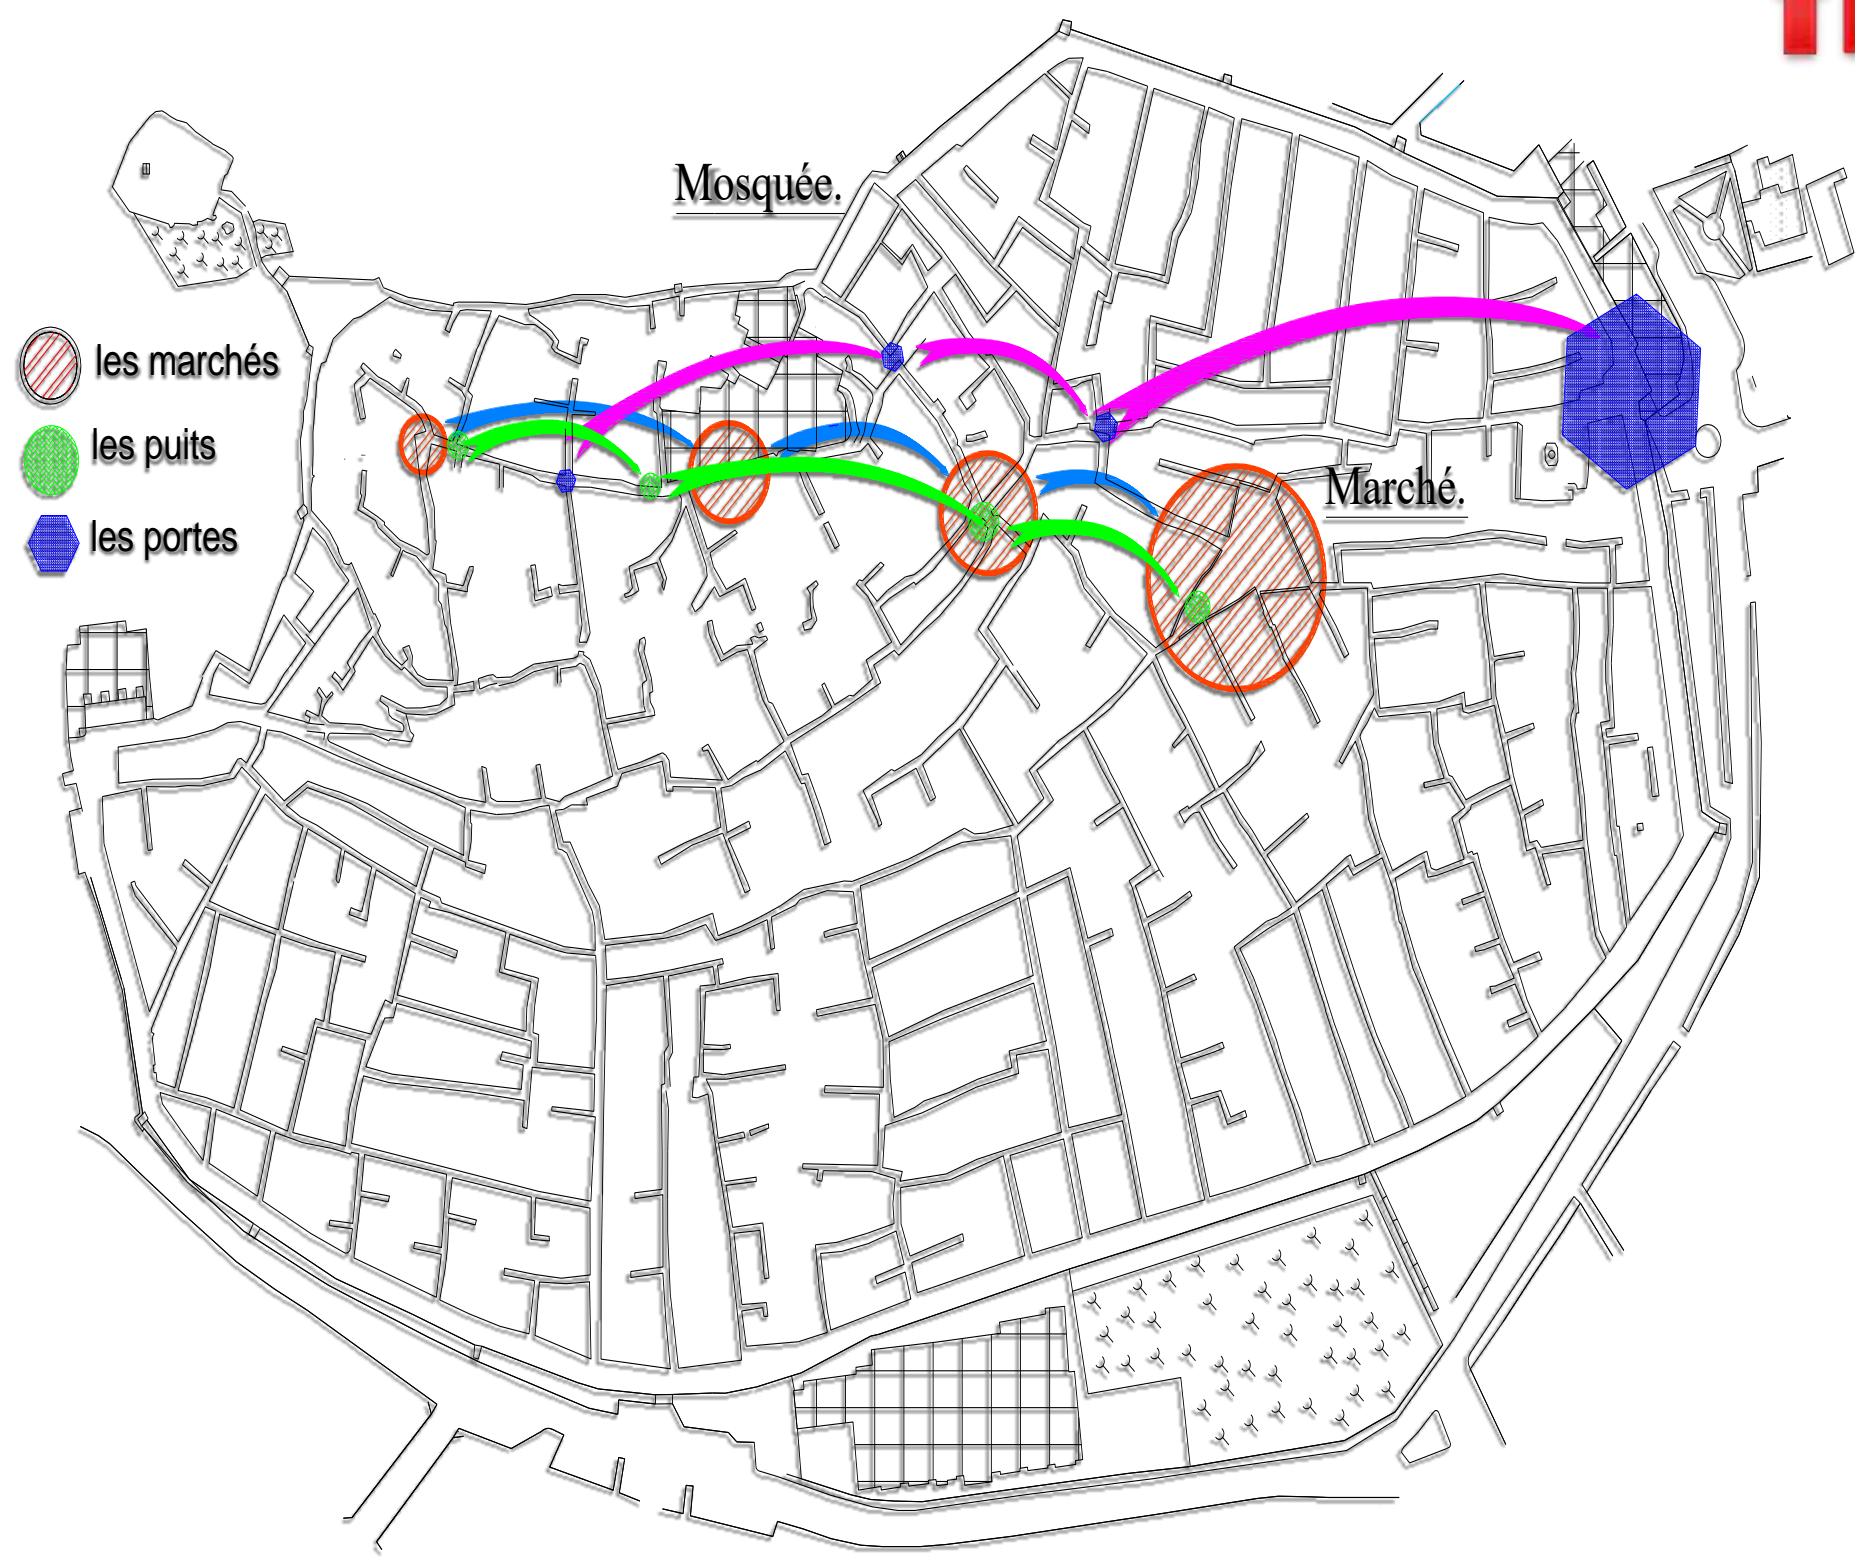 Mosquée.
les marchés
les puits
Marché.
les portes